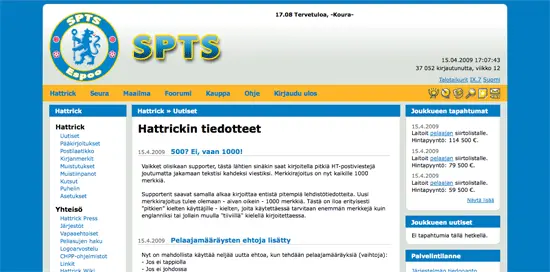 SPTS
Espoo
SPTS
17.08 Tervetuloa, -Koura-
15.04.2009 17:07:43
37 052 kirjautunutta, viikko 12
Talotaisurit IX.7 Suomi
Hattrick Seura Maailma Foorumi Kauppa Ohje Kirjaudu ulos
Hattrick
Hattrick
Uutiset
Pääkirjoitukset
Postilaatikko
Kirjanmerkit
Muistutukset
Muistiinpanot
Kuraat
Puhelin
Asetukset
Yhteisö
Hattrick Press
Järjestöt
Vapaaehtoiset
Pelaajsuu haku
Logoarvostelu
CHPP-ohjelmistot
Linkit
Hattrick Wiki
Hattrick » Uutiset
Hattrickin tiedotteet
15.4.2009 500? Ei, vaan 1000!
Vaikket olisikaan supporter, tästä lähtien sinäkin saat kirjoitella pitkiä HT-postiviestejä
joutumatta jakamaan tekstisi kahdeksi viestiksi. Merkkirajoitus on nyt kaikille 1000
merkkiä.
Supporterit saavat samalla alkaa kirjoittaa entistä pitempiä lehdistötiedotteita. Uusi
merkkirajoitus tulee olemaan - aivan oikein - 1000 merkkiä. Tästä on iloa erityisesti
"pitkien" kielten käyttäjille - kielten, joita käytettäessä tarvitaan enemmän merkkejä kuin
englanniksi tai jollain muulla "tiiviillä" kielellä kirjoitettaessa.
15.4.2009 Pelaajamääräysten ehtoja lisätty
Nyt on mahdollista käyttää neljää uutta ehtoa, kun tehdään pelaajamääräyksiä (vaihtoja):
- Jos ei tappiolla
- Jos ei johdossa
Joukkueen tapahtumat
15.4.2009
Laitoit pelaajan siirtolistalle.
Hintapyyntö: 114 500 €.
15.4.2009
Laitoit pelaajan siirtolistalle.
Hintapyyntö: 79 500 €.
15.4.2009
Laitoit pelaajan siirtolistalle.
Hintapyyntö: 59 500 €.
Näytä lisää
Joukkueen uutiset
Ei tapahtumia tällä hetkellä.
Palvelintilanne
Järjestelmän tiedoanto